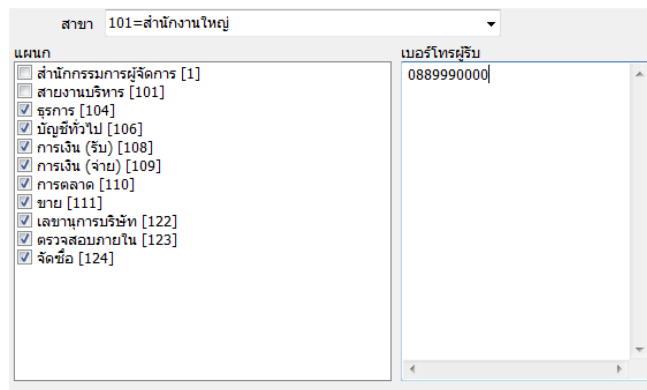 สาขา 101=สำนักงานใหญ่
แผนก
สำนักกรรมการผู้จัดการ [1]
สายงานบริหาร [101]
ธุรการ [104]
บัญชีทั่วไป [106]
การเงิน (รับ) [108]
การเงิน (จ่าย) [109]
การตลาด [110]
ขาย [111]
เลขานุการบริษัท [122]
ตรวจสอบภายใน [123]
จัดซื้อ [124]
เบอร์โทรผู้รับ
0889990000